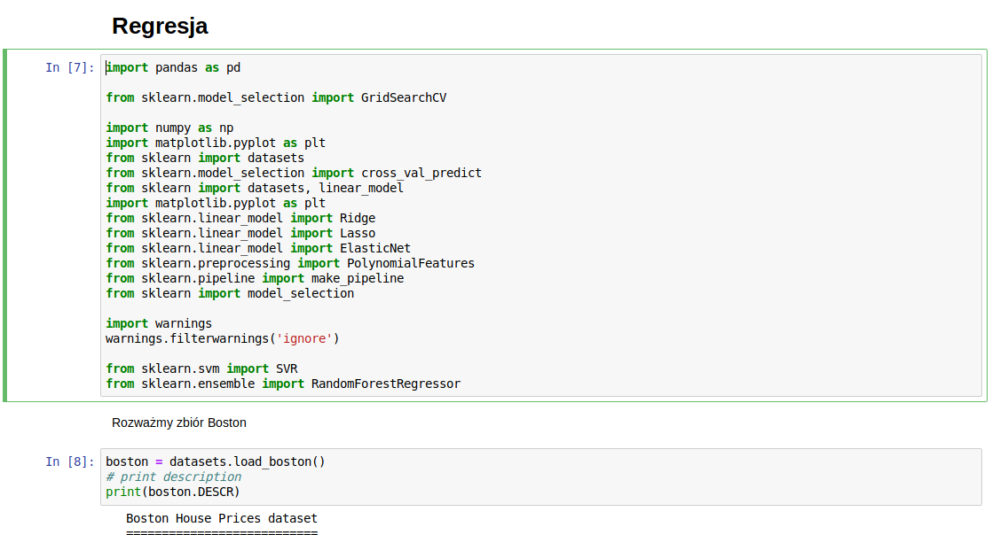 Regresja
In [7]: import pandas as pd
from sklearn.model_selection import GridSearchCV
import numpy as np
import matplotlib.pyplot as plt
from sklearn import datasets
from sklearn.model_selection import cross_val_predict
from sklearn import datasets, linear_model
import matplotlib.pyplot as plt
from sklearn.linear_model import Ridge
from sklearn.linear_model import Lasso
from sklearn.linear_model import ElasticNet
from sklearn.preprocessing import PolynomialFeatures
from sklearn.pipeline import make_pipeline
from sklearn import model_selection
import warnings
warnings.filterwarnings('ignore')
from sklearn.svm import SVR
from sklearn.ensemble import RandomForestRegressor
Rozważmy zbiór Boston
In [8]: boston = datasets.load_boston()
# print description
print(boston.DESCR)
Boston House Prices dataset
===========================